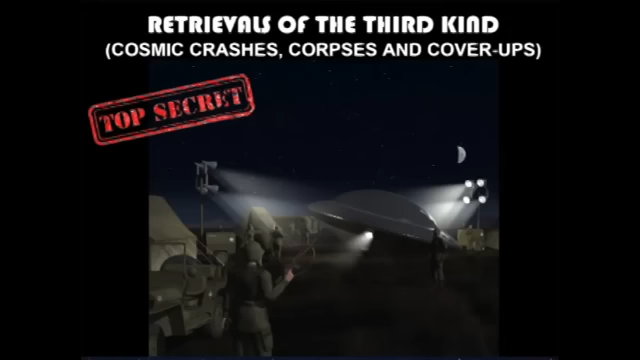 RETRIEVALS OF THE THIRD KIND
(COSMIC CRASHES, CORPSES AND COVER-UPS)
TOP SECRET